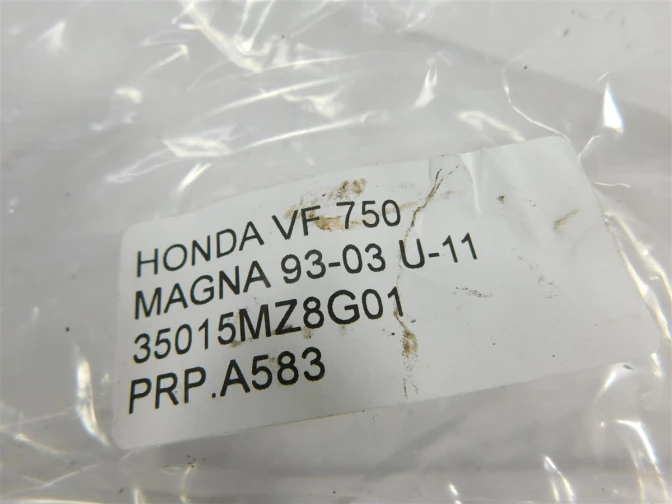 HONDA VF 750
MAGNA 93-03 U-11
35015MZ8G01
PRP.A583